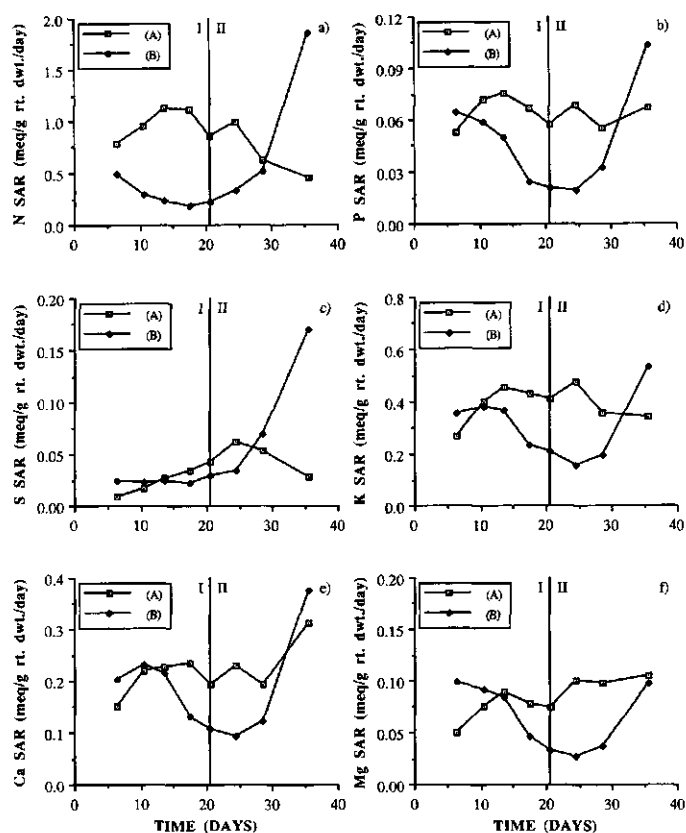 N SAR (meq/g rt. dwt./day)
2.0
1.5
1.0
0.5
0.0
(A)
(B)
I II
a)
0 10 20 30 40
P SAR (meq/g rt. dwt./day)
0.12
0.09
0.06
0.03
0.00
(A)
(B)
I II
b)
0 10 20 30 40
S SAR (meq/g rt. dwt./day)
0.20
0.15
0.10
0.05
0.00
(A)
(B)
I II
c)
0 10 20 30 40
K SAR (meq/g rt. dwt./day)
0.8
0.6
0.4
0.2
0.0
(A)
(B)
I II
d)
0 10 20 30 40
Ca SAR (meq/g rt. dwt./day)
0.4
0.3
0.2
0.1
0.0
(A)
(B)
I II
e)
0 10 20 30 40
TIME (DAYS)
Mg SAR (meq/g rt. dwt./day)
0.20
0.15
0.10
0.05
0.00
(A)
(B)
I II
f)
0 10 20 30 40
TIME (DAYS)